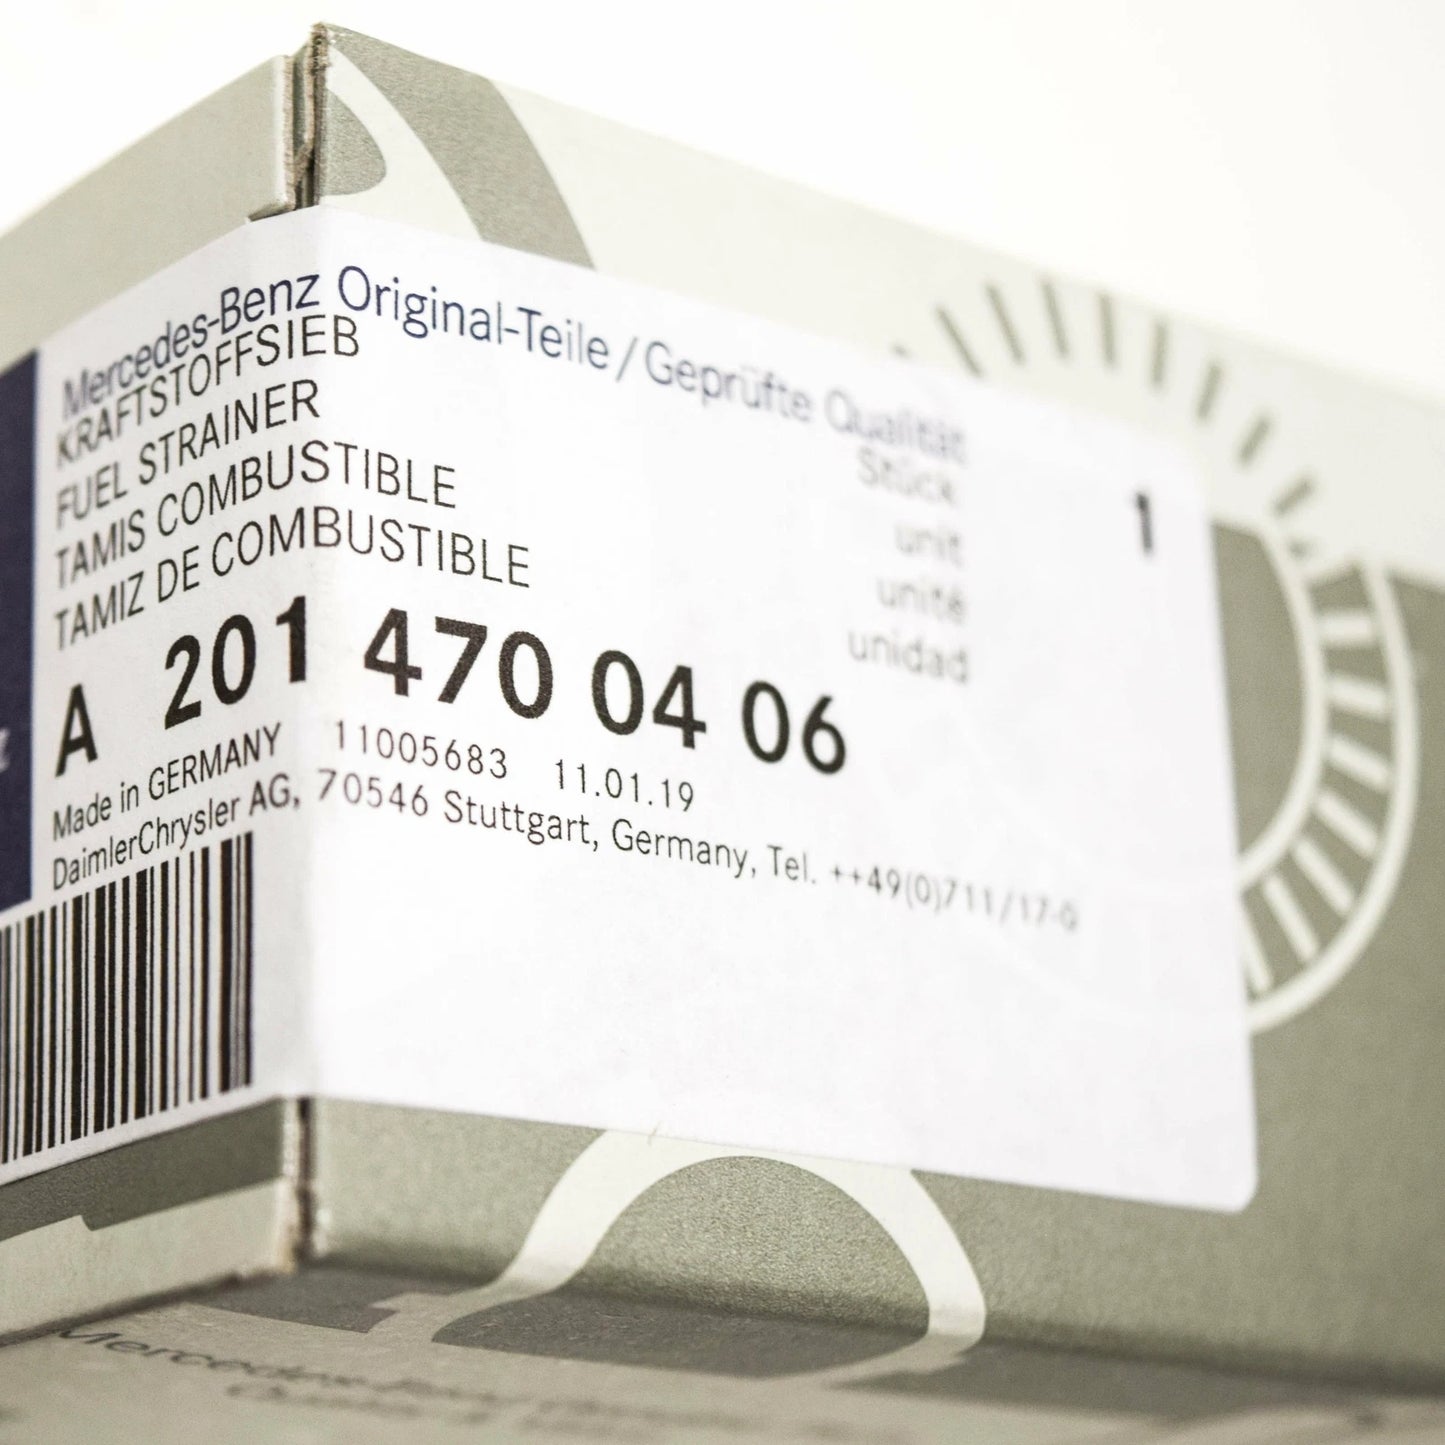 Mercedes-Benz Original-Teile/Geprüfte Qualität
KRAFTSTOFFSIEB
FUEL STRAINER
TAMIS COMBUSTIBLE
TAMIZ DE COMBUSTIBLE
Stück
unit
unité
unidad
1
A 201 470 04 06
Made in GERMANY 11005683 11.01.19
DaimlerChrysler AG, 70546 Stuttgart, Germany, Tel. ++49(0)711/17-0
Mercedes-Benz